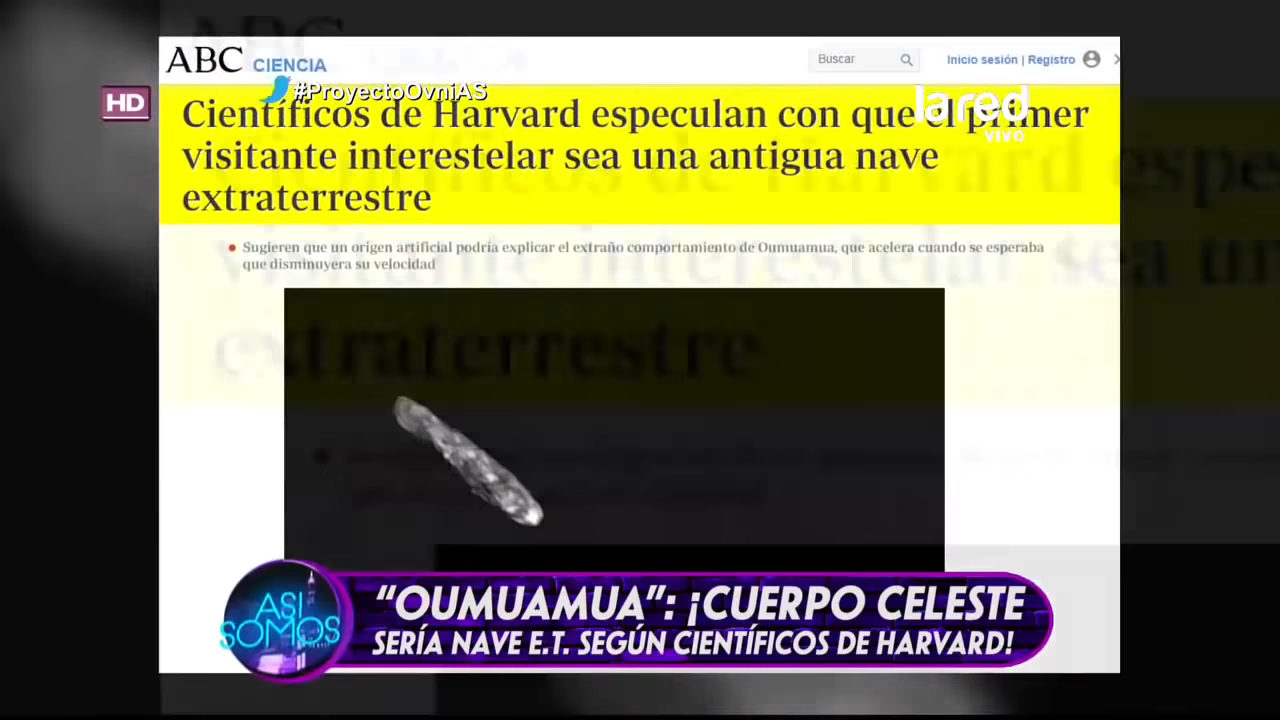 ABC CIENCIA
Buscar
Inicio sesión | Registro
HD
#ProyectoOvniAS
la red
vivo
Científicos de Harvard especulan con que el primer
visitante interestelar sea una antigua nave
extraterrestre
Sugieren que un origen artificial podría explicar el extraño comportamiento de Oumuamua, que acelera cuando se esperaba
que disminuyera su velocidad
ASI
SOMOS
“OUMUAMUA”: ¡CUERPO CELESTE
SERÍA NAVE E.T. SEGÚN CIENTÍFICOS DE HARVARD!